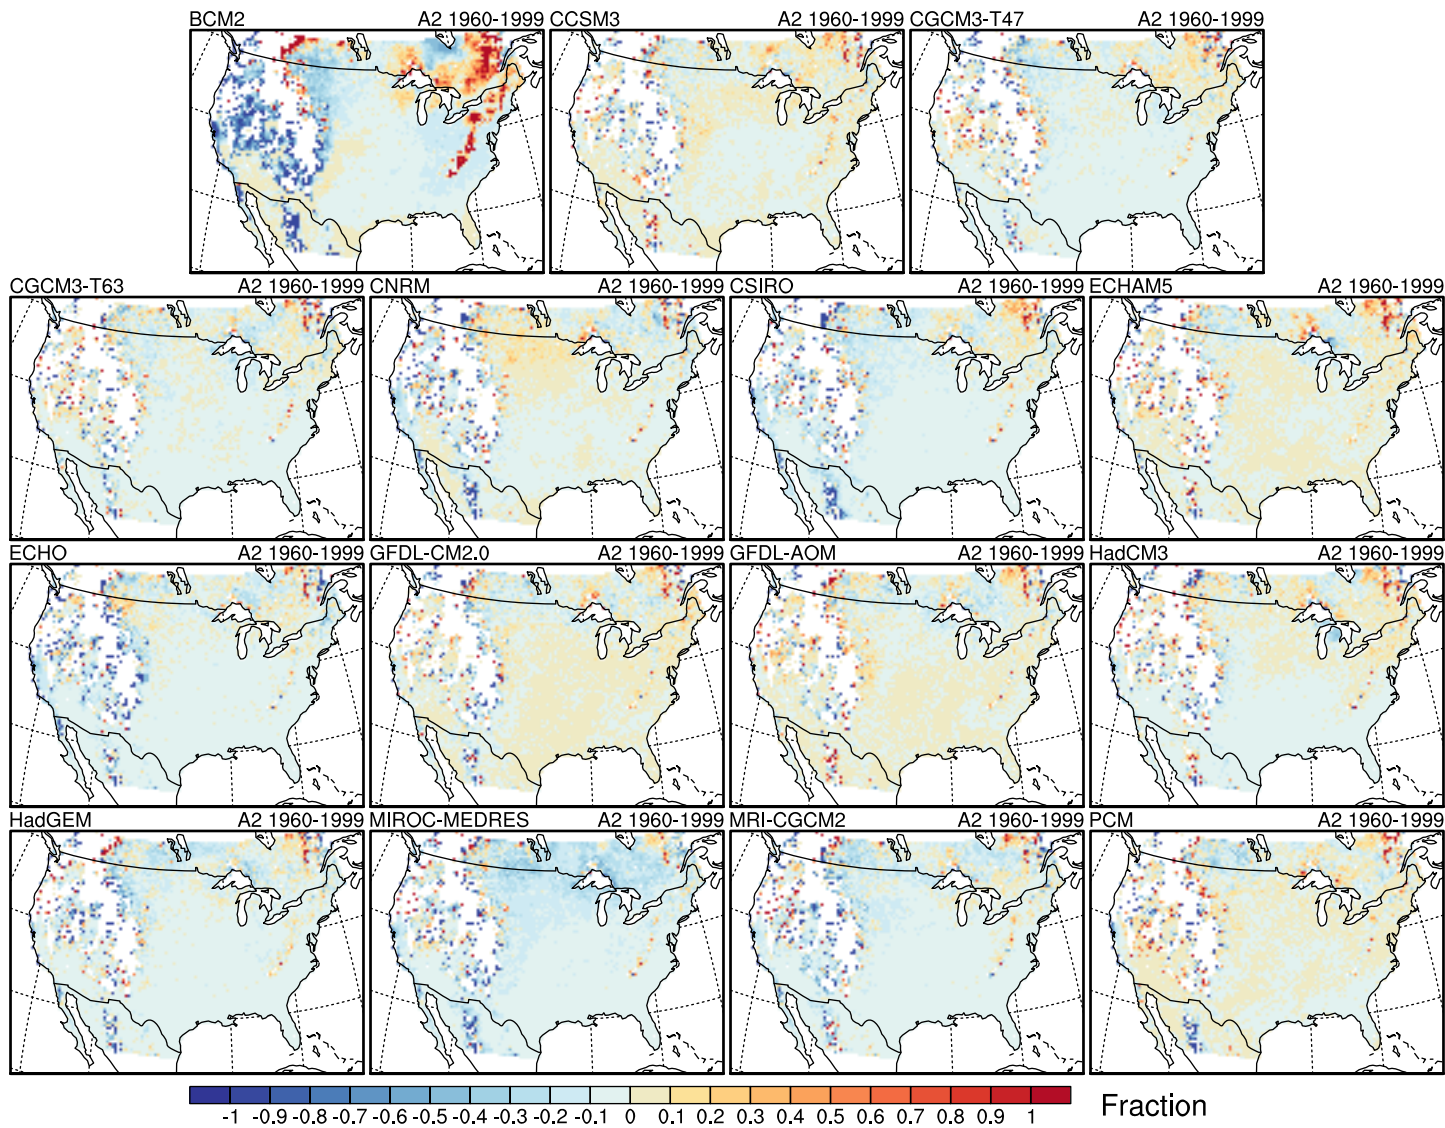 BCM2 A2 1960-1999 CCSM3 A2 1960-1999 CGCM3-T47 A2 1960-1999
CGCM3-T63 A2 1960-1999 CNRM A2 1960-1999 CSIRO A2 1960-1999 ECHAM5 A2 1960-1999
ECHO A2 1960-1999 GFDL-CM2.0 A2 1960-1999 GFDL-AOM A2 1960-1999 HadCM3 A2 1960-1999
HadGEM A2 1960-1999 MIROC-MEDRES A2 1960-1999 MRI-CGCM2 A2 1960-1999 PCM A2 1960-1999
-1 -0.9 -0.8 -0.7 -0.6 -0.5 -0.4 -0.3 -0.2 -0.1 0 0.1 0.2 0.3 0.4 0.5 0.6 0.7 0.8 0.9 1 Fraction